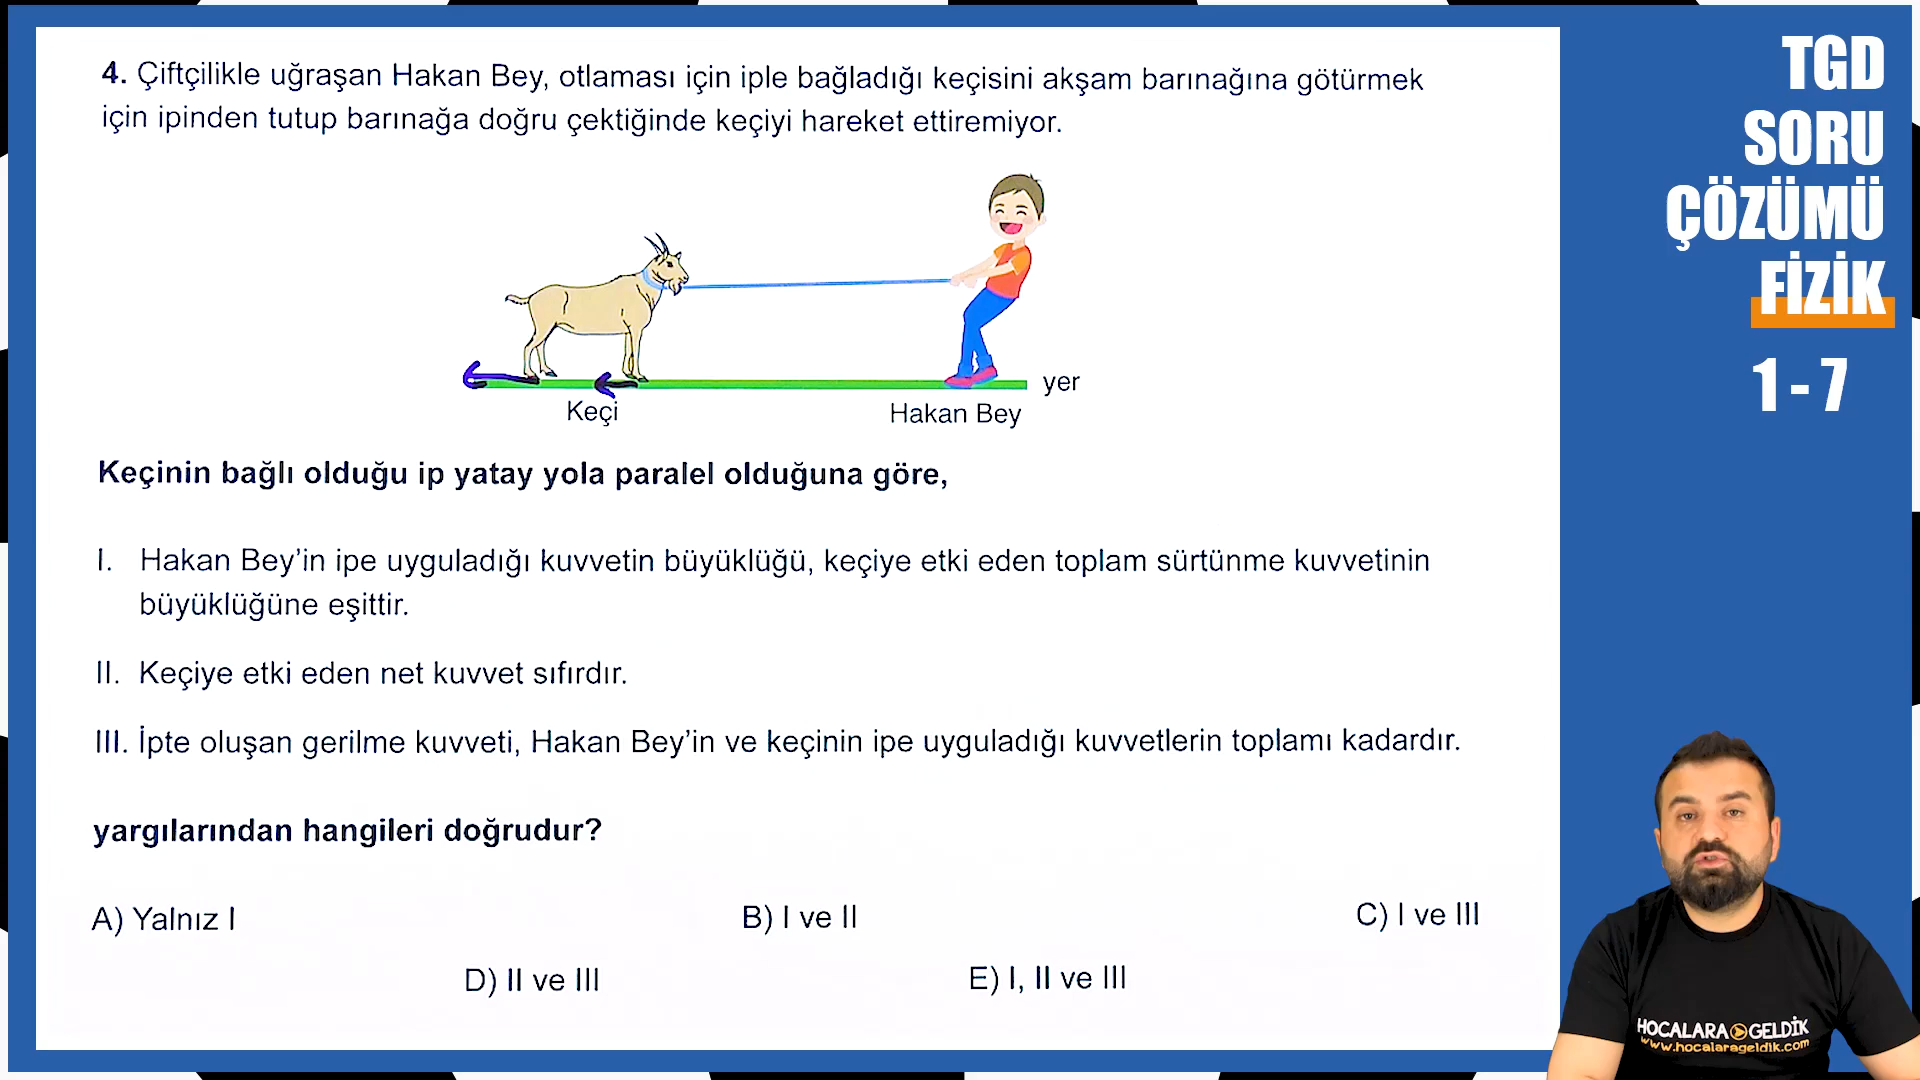 4. Çiftçilikle uğraşan Hakan Bey, otlaması için iple bağladığı keçisini akşam barınağına götürmek
için ipinden tutup barınağa doğru çektiğinde keçiyi hareket ettiremiyor.
yer
Keçi
Hakan Bey
Keçinin bağlı olduğu ip yatay yola paralel olduğuna göre,
I. Hakan Bey’in ipe uyguladığı kuvvetin büyüklüğü, keçiye etki eden toplam sürtünme kuvvetinin
büyüklüğüne eşittir.
II. Keçiye etki eden net kuvvet sıfırdır.
III. İpte oluşan gerilme kuvveti, Hakan Bey’in ve keçinin ipe uyguladığı kuvvetlerin toplamı kadardır.
yargılarından hangileri doğrudur?
A) Yalnız I
B) I ve II
C) I ve III
D) II ve III
E) I, II ve III
TGD
SORU
ÇÖZÜMÜ
FİZİK
1 - 7
HOCALARA GELDİK
www.hocalarageldik.com